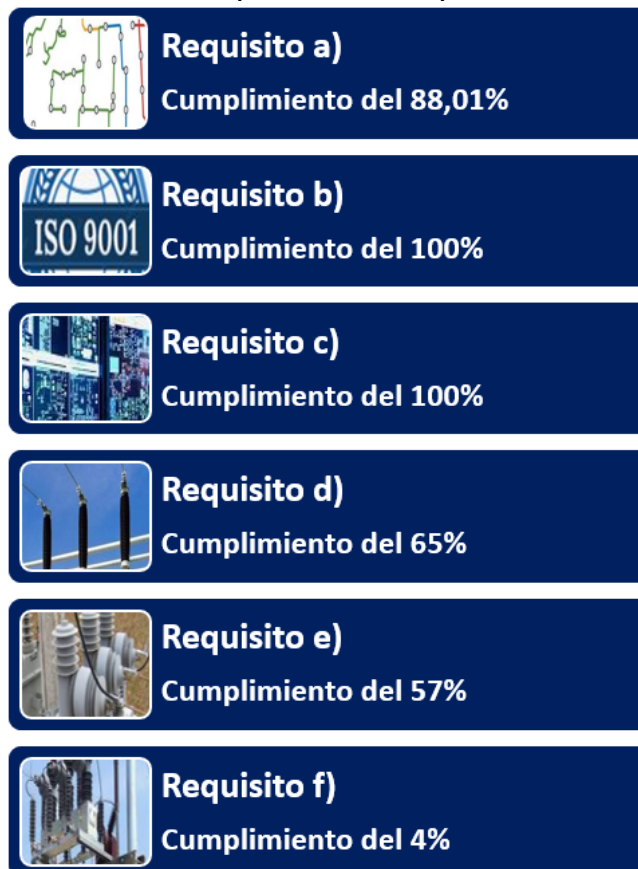 Requisito a)
Cumplimiento del 88,01%
ISO 9001
Requisito b)
Cumplimiento del 100%
Requisito c)
Cumplimiento del 100%
Requisito d)
Cumplimiento del 65%
Requisito e)
Cumplimiento del 57%
Requisito f)
Cumplimiento del 4%